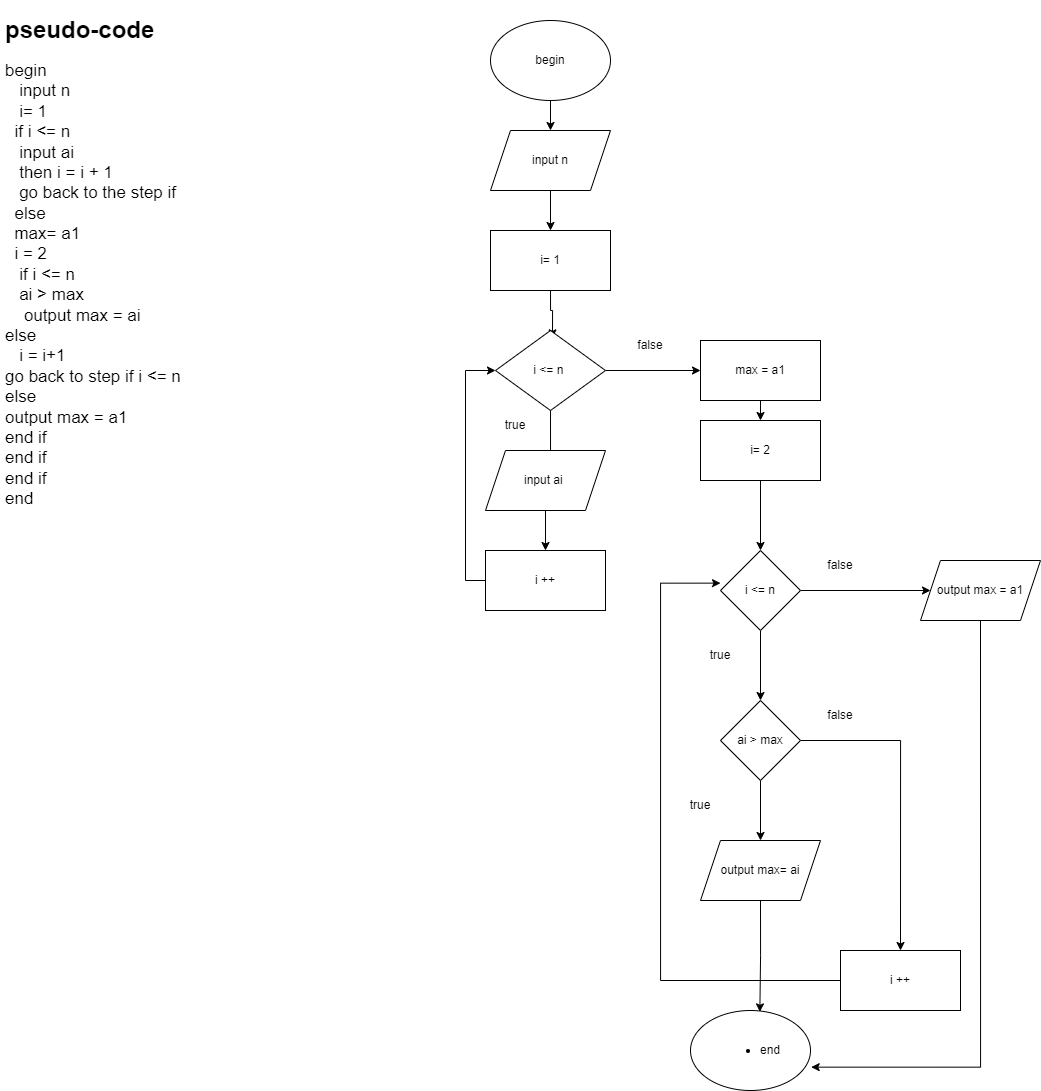 pseudo-code
begin
input n
i= 1
if i <= n
input ai
then i = i + 1
go back to the step if
else
max= a1
i = 2
if i <= n
ai > max
output max = ai
else
i = i+1
go back to step if i <= n
else
output max = a1
end if
end if
end if
end
begin
input n
i= 1
i <= n
false
max = a1
true
i= 2
input ai
i ++
i <= n
false
output max = a1
true
ai > max
false
true
output max= ai
i ++
• end